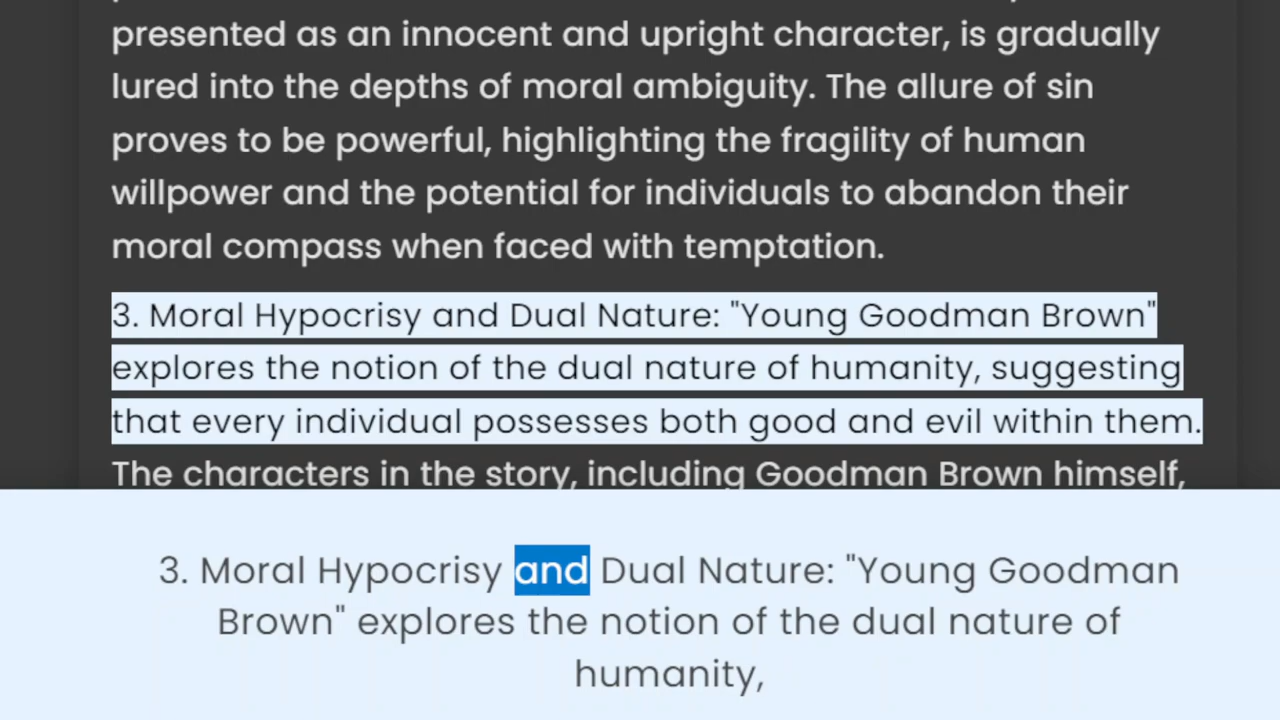 presented as an innocent and upright character, is gradually
lured into the depths of moral ambiguity. The allure of sin
proves to be powerful, highlighting the fragility of human
willpower and the potential for individuals to abandon their
moral compass when faced with temptation.
3. Moral Hypocrisy and Dual Nature: "Young Goodman Brown"
explores the notion of the dual nature of humanity, suggesting
that every individual possesses both good and evil within them.
The characters in the story, including Goodman Brown himself,
3. Moral Hypocrisy and Dual Nature: "Young Goodman
Brown" explores the notion of the dual nature of
humanity,